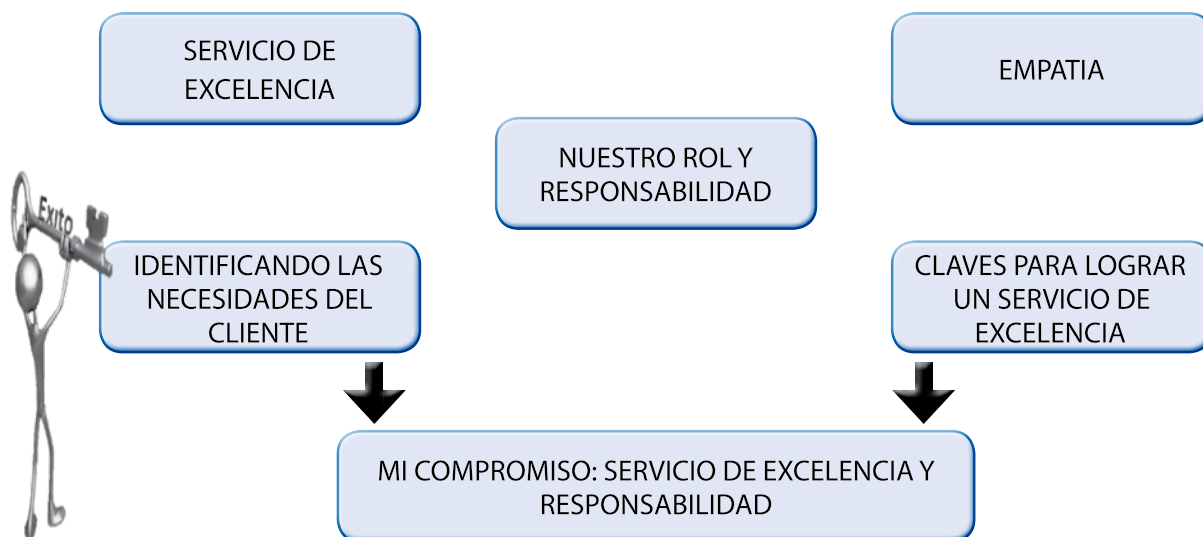 SERVICIO DE
EXCELENCIA
EMPATIA
NUESTRO ROL Y
RESPONSABILIDAD
Exito
IDENTIFICANDO LAS
NECESIDADES DEL
CLIENTE
CLAVES PARA LOGRAR
UN SERVICIO DE
EXCELENCIA
MI COMPROMISO: SERVICIO DE EXCELENCIA Y
RESPONSABILIDAD